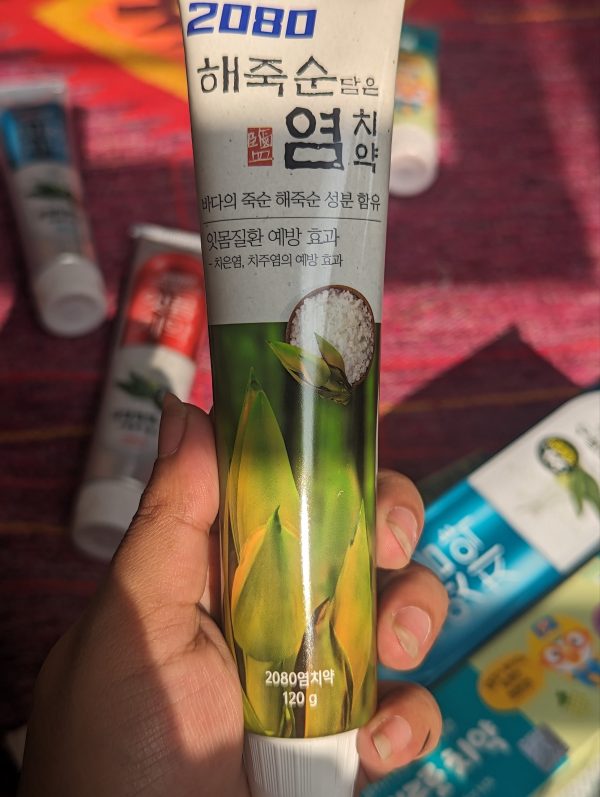 2080
해죽순담은
염치약
바다의 죽순 해죽순 성분 함유
잇몸질환 예방 효과
- 치은염, 치주염의 예방 효과
2080염치약
120 g